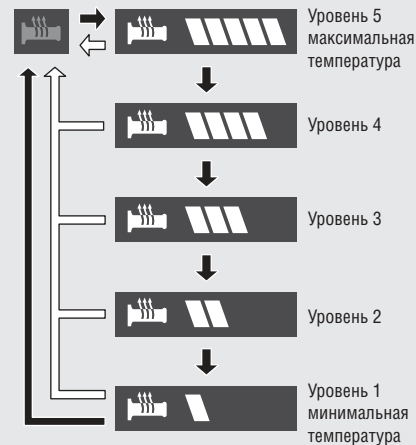 Уровень 5
максимальная
температура
Уровень 4
Уровень 3
Уровень 2
Уровень 1
минимальная
температура